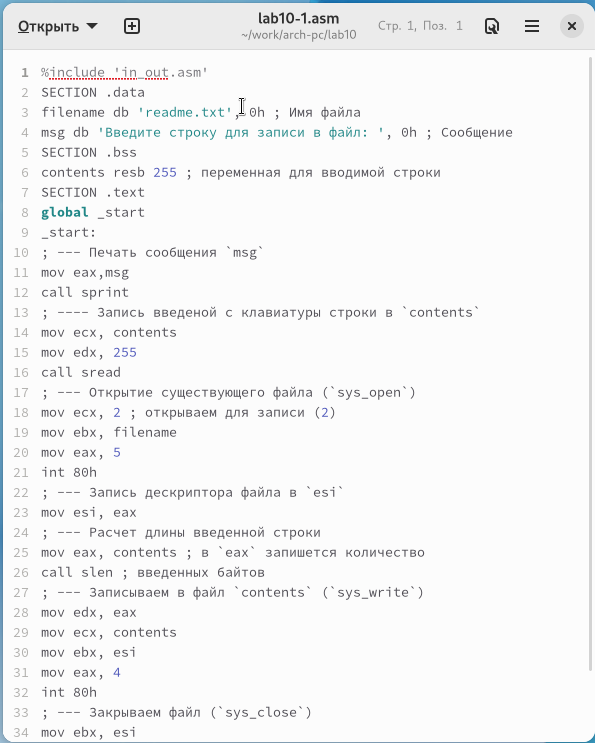 Открыть
lab10-1.asm
~/work/arch-pc/lab10
Стр. 1, Поз. 1
1 %include 'in_out.asm'
2 SECTION .data
3 filename db 'readme.txt', 0h ; Имя файла
4 msg db 'Введите строку для записи в файл: ', 0h ; Сообщение
5 SECTION .bss
6 contents resb 255 ; переменная для вводимой строки
7 SECTION .text
8 global _start
9 _start:
10 ; --- Печать сообщения `msg`
11 mov eax,msg
12 call sprint
13 ; ---- Запись введеной с клавиатуры строки в `contents`
14 mov ecx, contents
15 mov edx, 255
16 call sread
17 ; --- Открытие существующего файла (`sys_open`)
18 mov ecx, 2 ; открываем для записи (2)
19 mov ebx, filename
20 mov eax, 5
21 int 80h
22 ; --- Запись дескриптора файла в `esi`
23 mov esi, eax
24 ; --- Расчет длины введенной строки
25 mov eax, contents ; в `eax` запишется количество
26 call slen ; введенных байтов
27 ; --- Записываем в файл `contents` (`sys_write`)
28 mov edx, eax
29 mov ecx, contents
30 mov ebx, esi
31 mov eax, 4
32 int 80h
33 ; --- Закрываем файл (`sys_close`)
34 mov ebx, esi